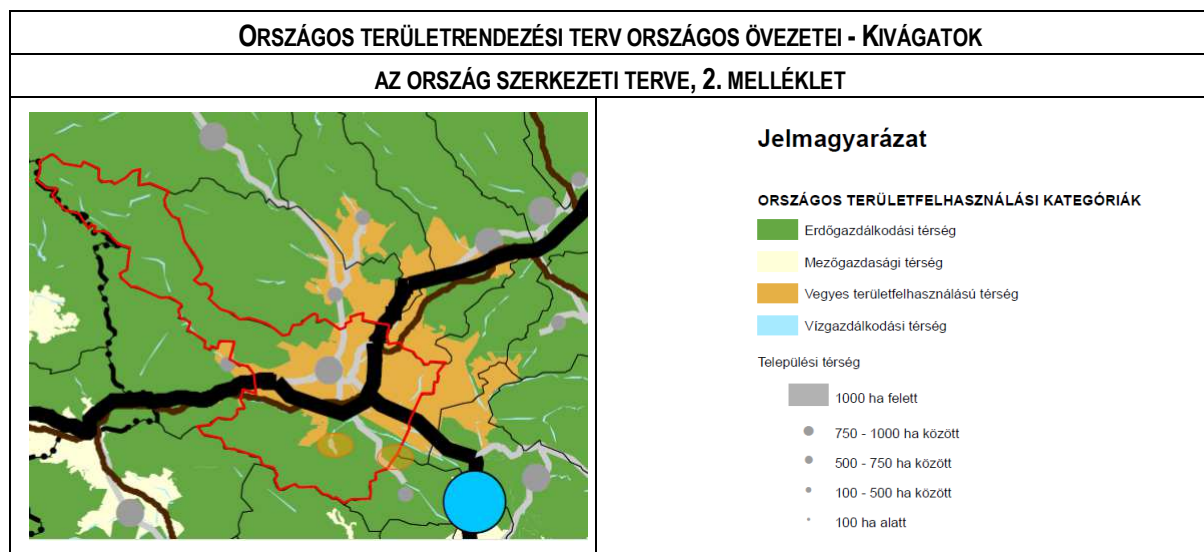 ORSZÁGOS TERÜLETRENDEZÉSI TERV ORSZÁGOS ÖVEZETEI - KIVÁGATOK
AZ ORSZÁG SZERKEZETI TERVE, 2. MELLÉKLET
Jelmagyarázat
ORSZÁGOS TERÜLETFELHASZNÁLÁSI KATEGÓRIÁK
Erdőgazdálkodási térség
Mezőgazdasági térség
Vegyes területfelhasználású térség
Vízgazdálkodási térség
Települési térség
1000 ha felett
750 - 1000 ha között
500 - 750 ha között
100 - 500 ha között
100 ha alatt